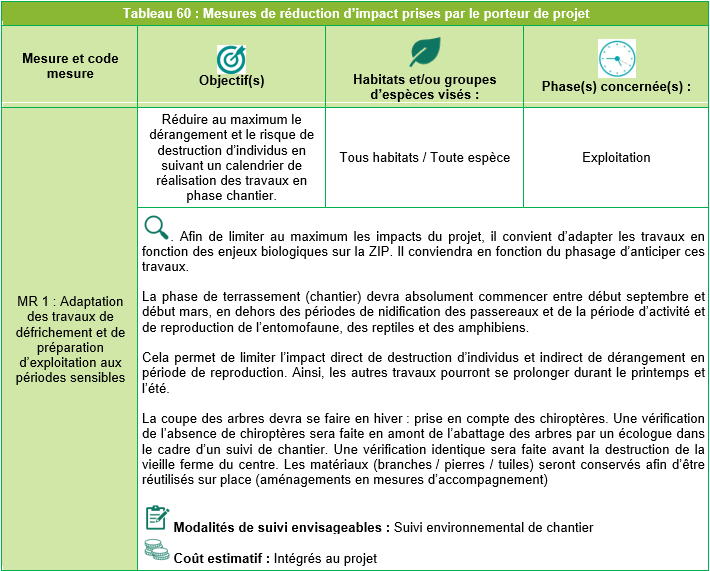 Tableau 60 : Mesures de réduction d'impact prises par le porteur de projet
Mesure et code
mesure
Objectif(s)
Habitats et/ou groupes
d'espèces visés :
Phase(s) concernée(s) :
MR 1 : Adaptation
des travaux de
défrichement et de
préparation
d'exploitation aux
périodes sensibles
Réduire au maximum le
dérangement et le risque de
destruction d'individus en
suivant un calendrier de
réalisation des travaux en
phase chantier.
Tous habitats / Toute espèce
Exploitation
. Afin de limiter au maximum les impacts du projet, il convient d'adapter les travaux en
fonction des enjeux biologiques sur la ZIP. Il conviendra en fonction du phasage d'anticiper ces
travaux.
La phase de terrassement (chantier) devra absolument commencer entre début septembre et
début mars, en dehors des périodes de nidification des passereaux et de la période d'activité et
de reproduction de l'entomofaune, des reptiles et des amphibiens.
Cela permet de limiter l'impact direct de destruction d'individus et indirect de dérangement en
période de reproduction. Ainsi, les autres travaux pourront se prolonger durant le printemps et
l'été.
La coupe des arbres devra se faire en hiver : prise en compte des chiroptères. Une vérification
de l'absence de chiroptères sera faite en amont de l'abattage des arbres par un écologue dans
le cadre d'un suivi de chantier. Une vérification identique sera faite avant la destruction de la
vieille ferme du centre. Les matériaux (branches / pierres / tuiles) seront conservés afin d'être
réutilisés sur place (aménagements en mesures d'accompagnement)
Modalités de suivi envisageables : Suivi environnemental de chantier
Coût estimatif : Intégrés au projet